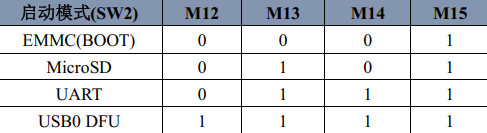 启动模式(SW2) M12 M13 M14 M15
EMMC(BOOT) 0 0 0 1
MicroSD 0 1 0 1
UART 0 1 1 1
USB0 DFU 1 1 1 1